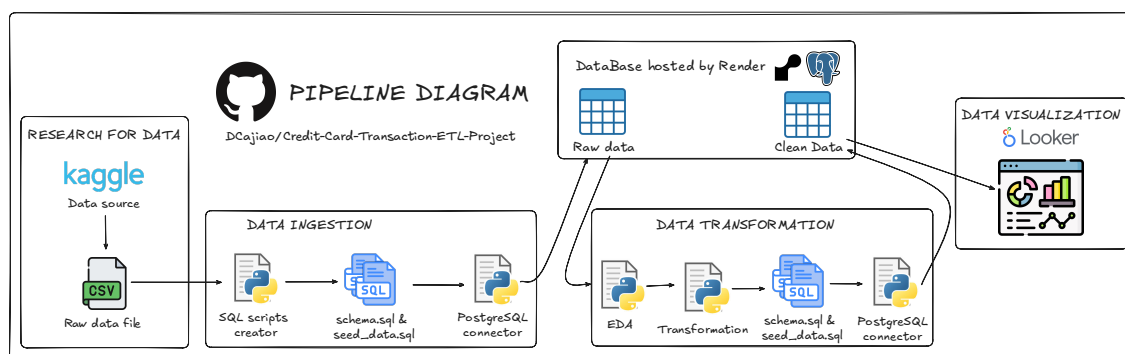 PIPELINE DIAGRAM
DCajiao/Credit-Card-Transaction-ETL-Project
RESEARCH FOR DATA
kaggle
Data source
CSV
Raw data file
DATA INGESTION
SQL scripts
creator
SQL
schema.sql &
seed_data.sql
PostgreSQL
connector
DataBase hosted by Render
Raw data
Clean Data
DATA TRANSFORMATION
EDA
Transformation
SQL
schema.sql &
seed_data.sql
PostgreSQL
connector
DATA VISUALIZATION
Looker